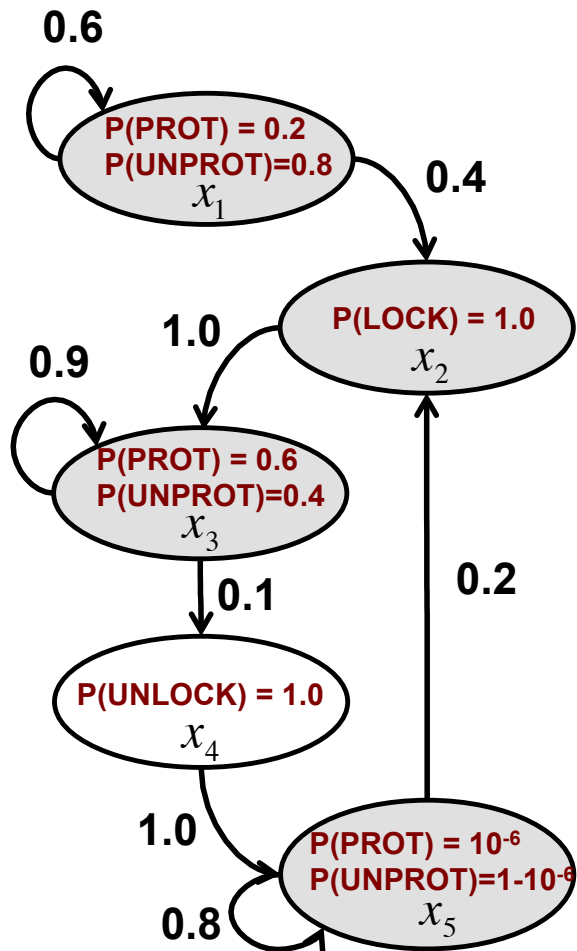 0.6
P(PROT) = 0.2
P(UNPROT)=0.8
x₁
0.4
P(LOCK) = 1.0
x₂
1.0
0.9
P(PROT) = 0.6
P(UNPROT)=0.4
x₃
0.2
0.1
P(UNLOCK) = 1.0
x₄
1.0
P(PROT) = 10⁻⁶
P(UNPROT)=1-10⁻⁶
x₅
0.8